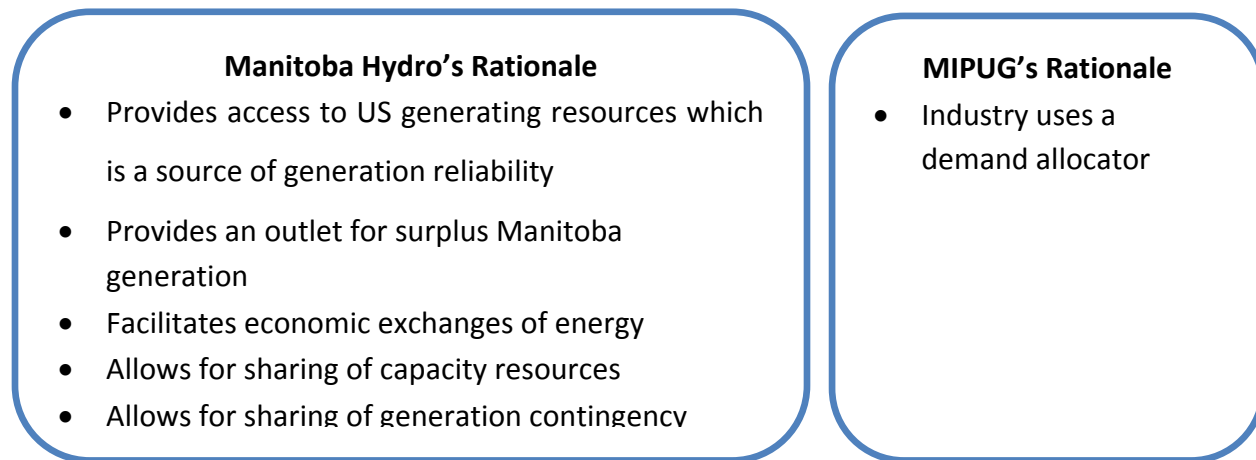 Manitoba Hydro’s Rationale
• Provides access to US generating resources which
is a source of generation reliability
• Provides an outlet for surplus Manitoba
generation
• Facilitates economic exchanges of energy
• Allows for sharing of capacity resources
• Allows for sharing of generation contingency
MIPUG’s Rationale
• Industry uses a
demand allocator